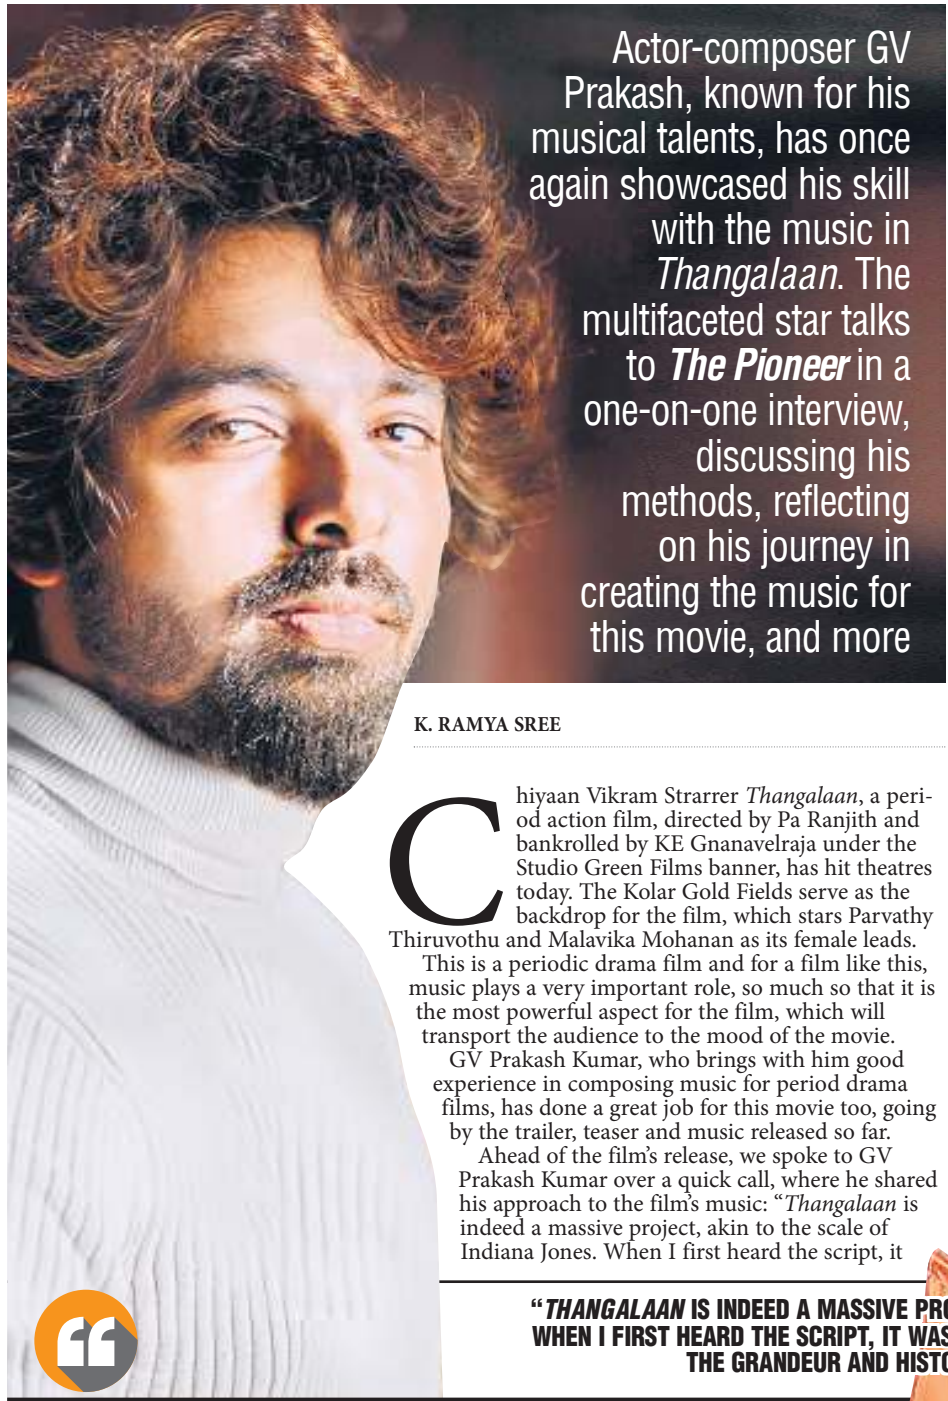 Actor-composer GV
Prakash, known for his
musical talents, has once
again showcased his skill
with the music in
Thangalaan. The
multifaceted star talks
to The Pioneer in a
one-on-one interview,
discussing his
methods, reflecting
on his journey in
creating the music for
this movie, and more
K. RAMYA SREE
Chiyaan Vikram Strarrer Thangalaan, a peri-
od action film, directed by Pa Ranjith and
bankrolled by KE Gnanavelraja under the
Studio Green Films banner, has hit theatres
today. The Kolar Gold Fields serve as the
backdrop for the film, which stars Parvathy
Thiruvothu and Malavika Mohanan as its female leads.
This is a periodic drama film and for a film like this,
music plays a very important role, so much so that it is
the most powerful aspect for the film, which will
transport the audience to the mood of the movie.
GV Prakash Kumar, who brings with him good
experience in composing music for period drama
films, has done a great job for this movie too, going
by the trailer, teaser and music released so far.
Ahead of the film's release, we spoke to GV
Prakash Kumar over a quick call, where he shared
his approach to the film's music: “Thangalaan is
indeed a massive project, akin to the scale of
Indiana Jones. When I first heard the script, it
“THANGALAAN IS INDEED A MASSIVE
WHEN I FIRST HEARD THE SCRIPT, IT
THE GRANDEUR AND